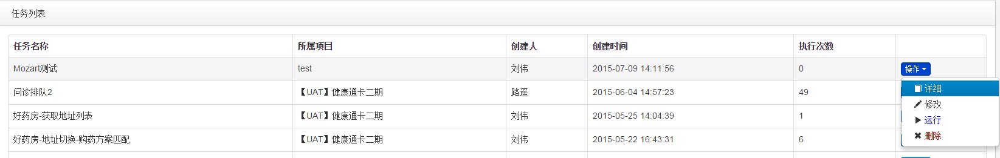 任务列表
任务名称 所属项目 创建人 创建时间 执行次数
Mozart测试 test 刘伟 2015-07-09 14:11:56 0 操作
问诊排队2 【UAT】健康通卡二期 路遥 2015-06-04 14:57:23 49 详细
修改
好药房-获取地址列表 【UAT】健康通卡二期 刘伟 2015-05-25 14:04:39 1 运行
好药房-地址切换-购药方案匹配 【UAT】健康通卡二期 刘伟 2015-05-22 16:43:31 6 删除